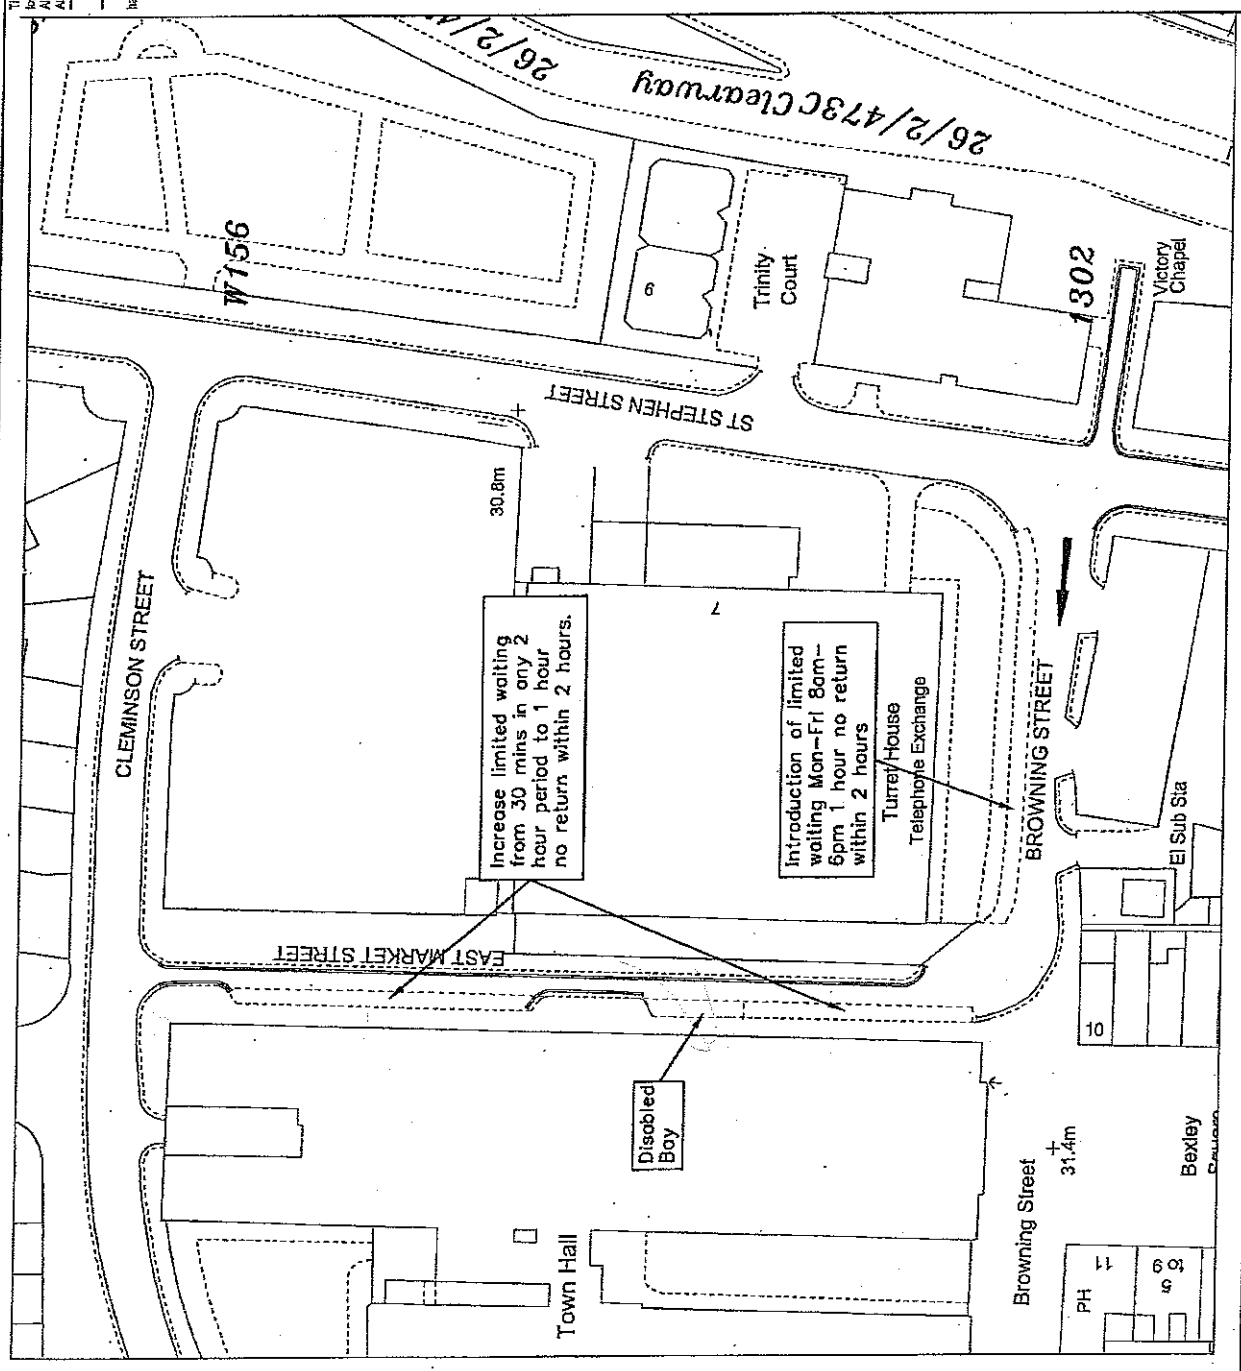 26/2/4
26/2/473C Clearway
W156
CLEMINSON STREET
ST STEPHEN STREET
EAST MARKET STREET
BROWNING STREET
30.8m
6
Trinity
Court
1302
Victory
Chapel
7
Increase limited waiting
from 30 mins in any 2
hour period to 1 hour
no return within 2 hours.
Introduction of limited
waiting Mon-Fri 8am-
6pm 1 hour no return
within 2 hours
Turret House
Telephone Exchange
El Sub Sta
Disabled
Bay
10
Town Hall
Browning Street
31.4m
Bexley
PH
11
5
to 9